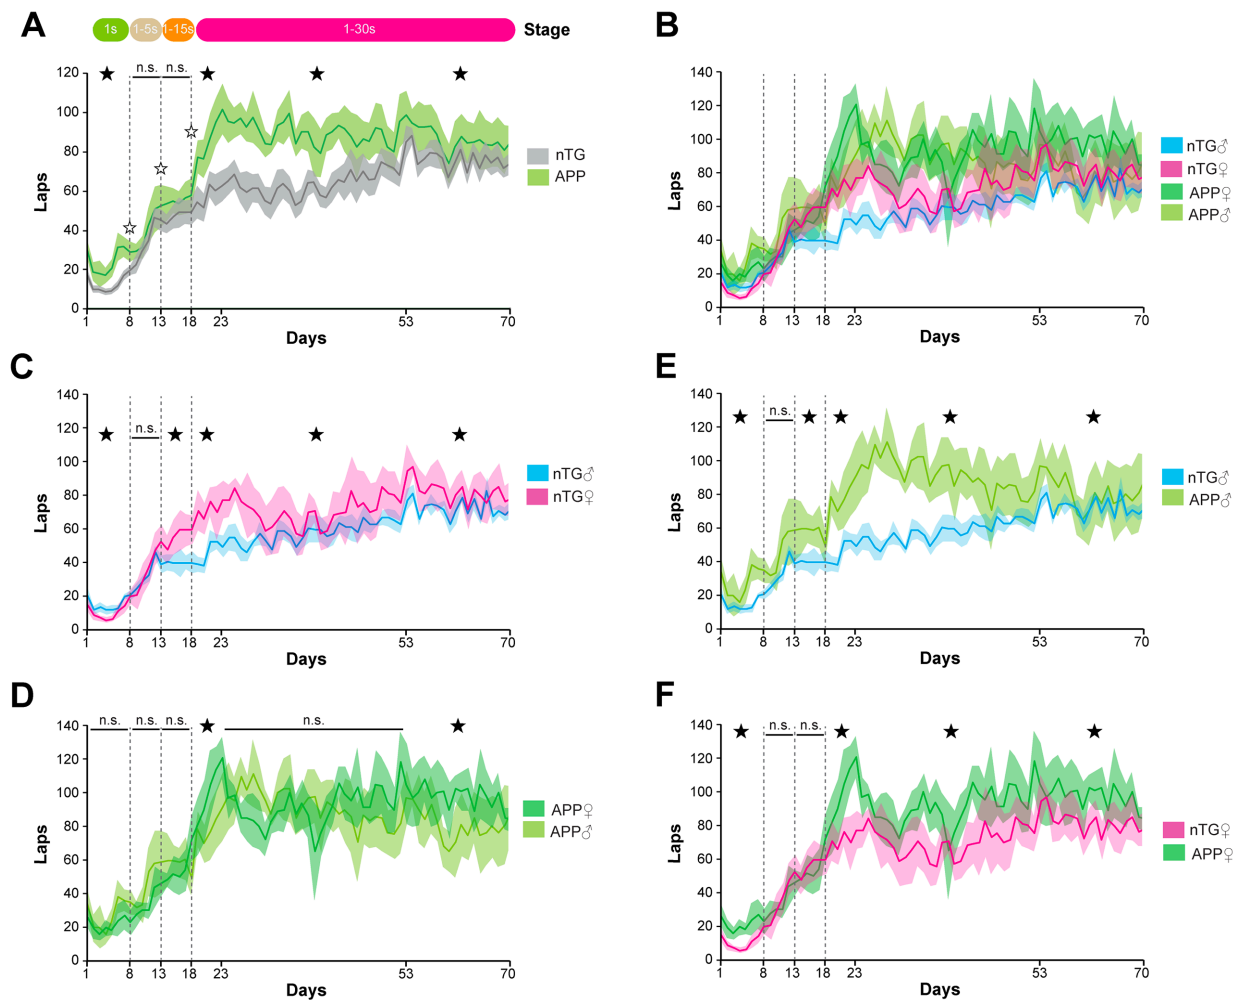 A
1s 1-5s 1-15s 1-30s Stage
n.s. n.s.
120
100
80
60
40
20
0
Laps
1 8 13 18 23 53 70
Days
nTG
APP
B
140
120
100
80
60
40
20
0
Laps
1 8 13 18 23 53 70
Days
nTG♂
nTG♀
APP♀
APP♂
C
n.s.
140
120
100
80
60
40
20
0
Laps
1 8 13 18 23 53 70
Days
nTG♂
nTG♀
E
n.s.
140
120
100
80
60
40
20
0
Laps
1 8 13 18 23 53 70
Days
nTG♂
APP♂
D
n.s. n.s. n.s. n.s.
140
120
100
80
60
40
20
0
Laps
1 8 13 18 23 53 70
Days
APP♀
APP♂
F
n.s. n.s.
140
120
100
80
60
40
20
0
Laps
1 8 13 18 23 53 70
Days
nTG♀
APP♀